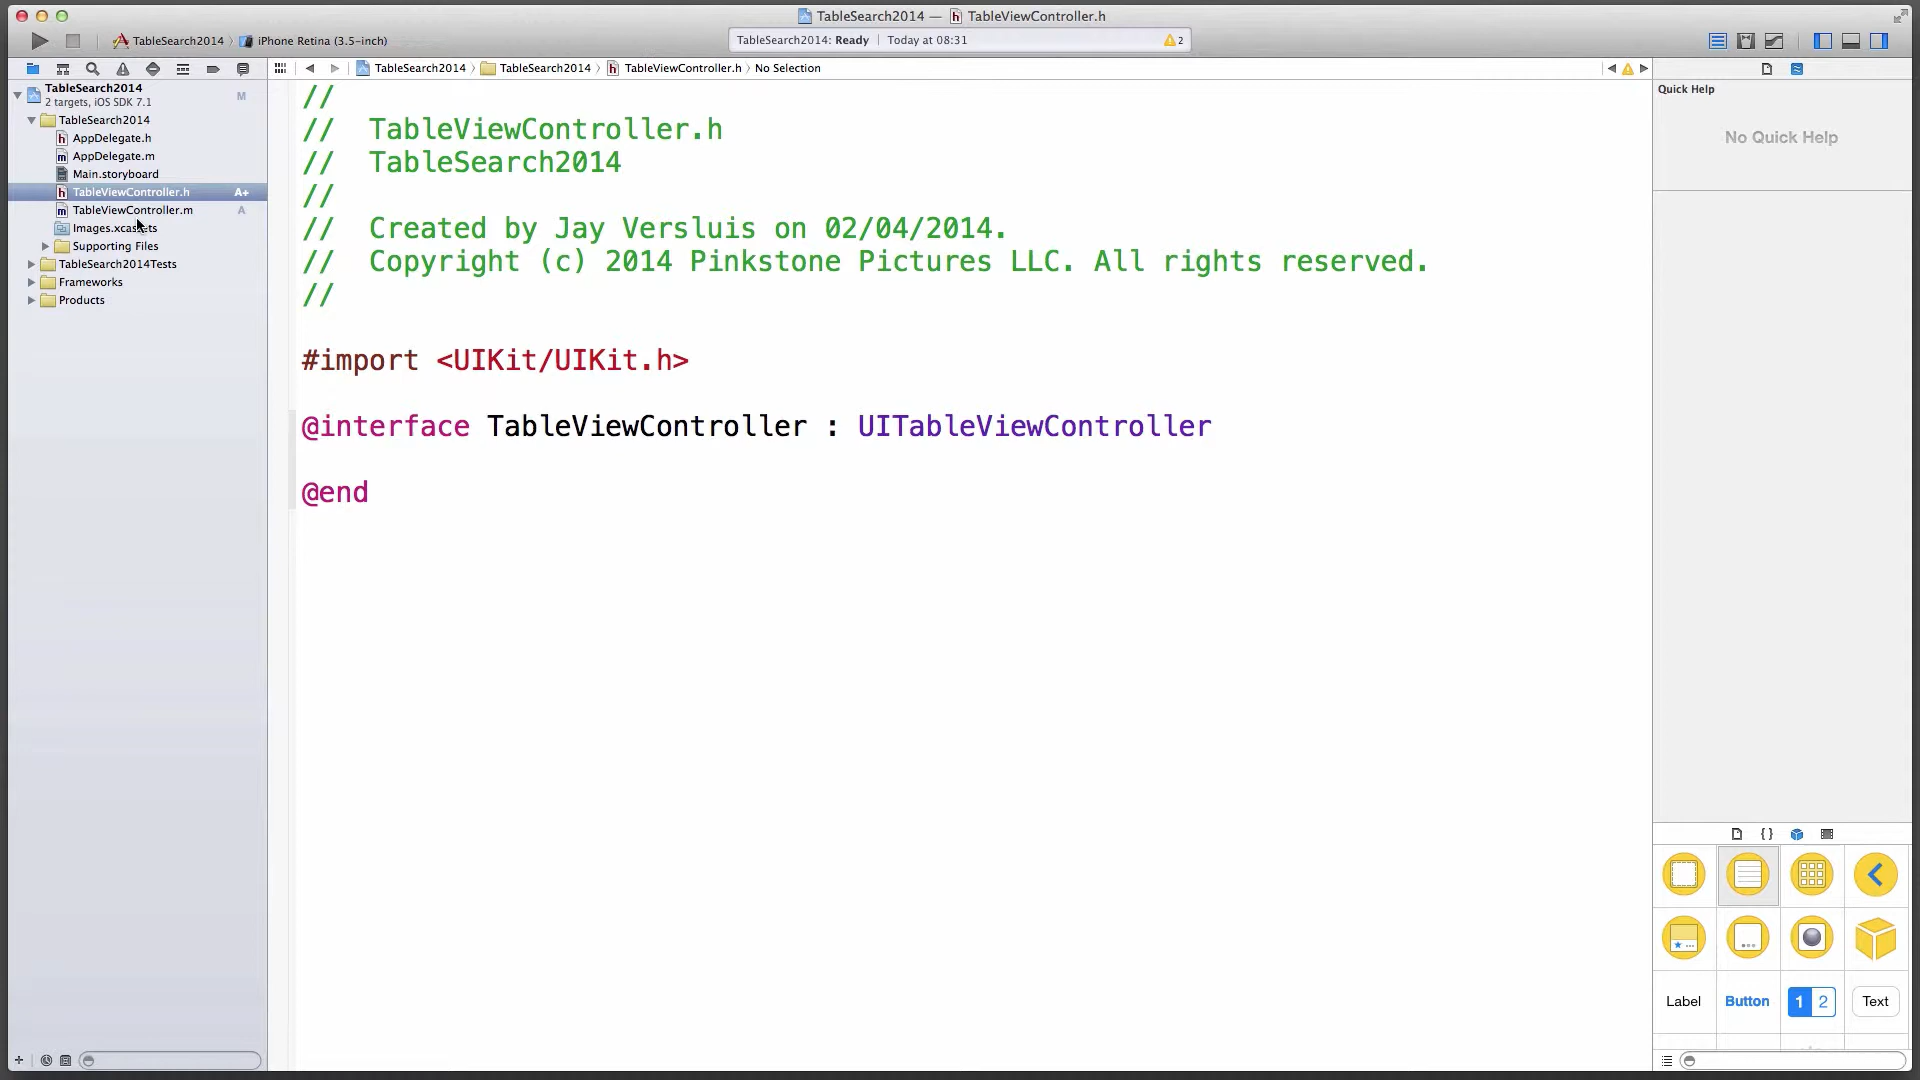 TableSearch2014 — TableViewController.h
TableSearch2014 〉 iPhone Retina (3.5-inch)
TableSearch2014: Ready | Today at 08:31 2
TableSearch2014 〉 TableSearch2014 〉 TableViewController.h 〉 No Selection
TableSearch2014 M
2 targets, iOS SDK 7.1
TableSearch2014
AppDelegate.h
AppDelegate.m
Main.storyboard
TableViewController.h A+
TableViewController.m A
Images.xcassets
Supporting Files
TableSearch2014Tests
Frameworks
Products
//
//  TableViewController.h
//  TableSearch2014
//
//  Created by Jay Versluis on 02/04/2014.
//  Copyright (c) 2014 Pinkstone Pictures LLC. All rights reserved.
//
#import <UIKit/UIKit.h>
@interface TableViewController : UITableViewController
@end
Quick Help
No Quick Help
Label Button 1 2 Text